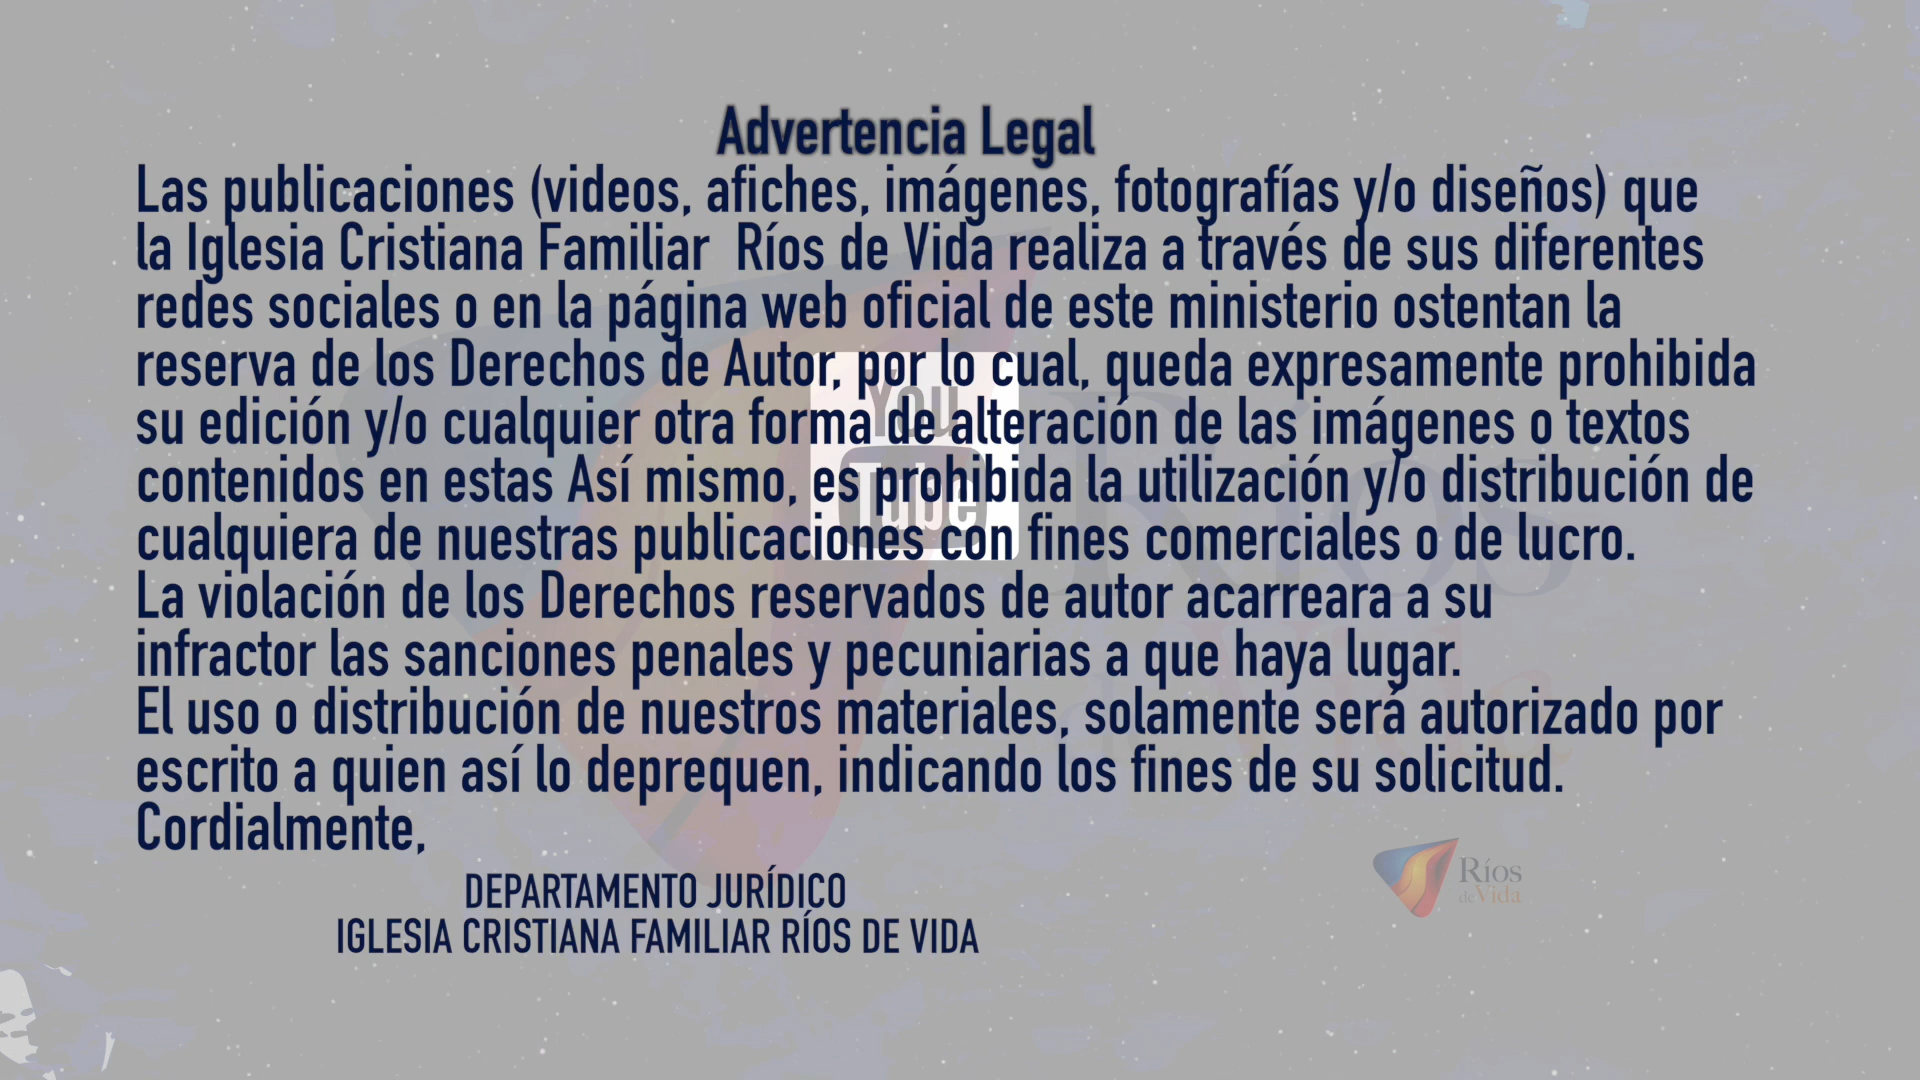 Advertencia Legal
Las publicaciones (videos, afiches, imágenes, fotografías y/o diseños) que
la Iglesia Cristiana Familiar Ríos de Vida realiza a través de sus diferentes
redes sociales o en la página web oficial de este ministerio ostentan la
reserva de los Derechos de Autor, por lo cual, queda expresamente prohibida
su edición y/o cualquier otra forma de alteración de las imágenes o textos
contenidos en estas Así mismo, es prohibida la utilización y/o distribución de
cualquiera de nuestras publicaciones con fines comerciales o de lucro.
La violación de los Derechos reservados de autor acarreara a su
infractor las sanciones penales y pecuniarias a que haya lugar.
El uso o distribución de nuestros materiales, solamente será autorizado por
escrito a quien así lo deprequen, indicando los fines de su solicitud.
Cordialmente,
DEPARTAMENTO JURÍDICO
IGLESIA CRISTIANA FAMILIAR RÍOS DE VIDA
You
Tube
Ríos
de Vida
Ríos
de Vida